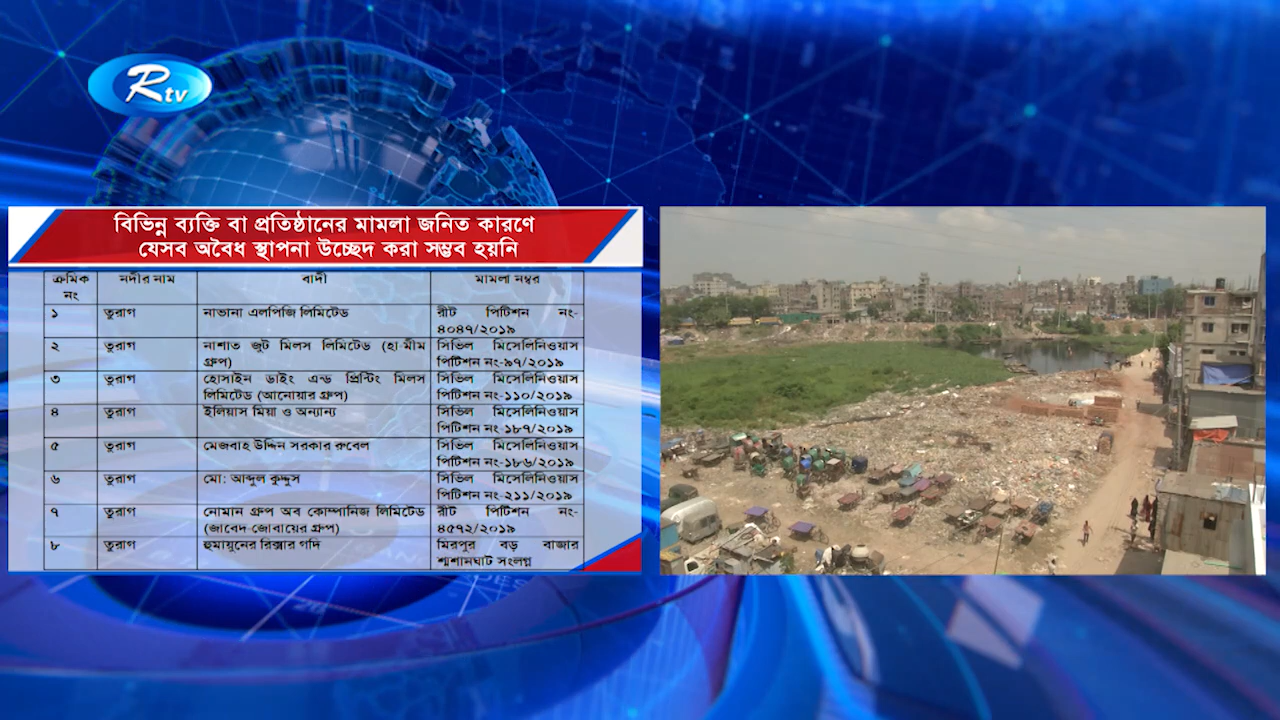 Rtv
বিভিন্ন ব্যক্তি বা প্রতিষ্ঠানের মামলা জনিত কারণে
যেসব অবৈধ স্থাপনা উচ্ছেদ করা সম্ভব হয়নি
ক্রমিক নং নদীর নাম বাদী মামলা নম্বর
১ তুরাগ নাভানা এলপিজি লিমিটেড রীট পিটিশন নং-
৪০৪৭/২০১৯
২ তুরাগ নাশাত জুট মিলস লিমিটেড (হা-মীম সিভিল মিসেলিনিওয়াস
গ্রুপ) পিটিশন নং-৯৭/২০১৯
৩ তুরাগ হোসাইন ডাইং এন্ড প্রিন্টিং মিলস সিভিল মিসেলিনিওয়াস
লিমিটেড (আনোয়ার গ্রুপ) পিটিশন নং-১১০/২০১৯
৪ তুরাগ ইলিয়াস মিয়া ও অন্যান্য সিভিল মিসেলিনিওয়াস
পিটিশন নং-১৮৭/২০১৯
৫ তুরাগ মেজবাহ উদ্দিন সরকার রুবেল সিভিল মিসেলিনিওয়াস
পিটিশন নং-১৮৬/২০১৯
৬ তুরাগ মো: আব্দুল কুদ্দুস সিভিল মিসেলিনিওয়াস
পিটিশন নং-২১১/২০১৯
৭ তুরাগ নোমান গ্রুপ অব কোম্পানিজ লিমিটেড রীট পিটিশন নং-
(জাবেদ-জোবায়ের গ্রুপ) ৪৫৭২/২০১৯
৮ তুরাগ হুমায়ূনের রিক্সার গদি মিরপুর বড় বাজার
শ্মশানঘাট সংলগ্ন